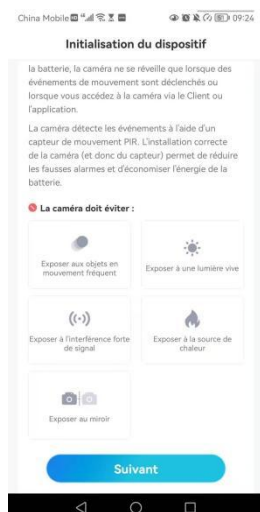 China Mobile 09:24
Initialisation du dispositif
la batterie, la caméra ne se
réveille que lorsque des
événements de mouvement sont déclenchés ou
lorsque vous accédez à la caméra via le Client ou
l'application.
La caméra détecte les événements à l'aide d'un
capteur de mouvement PIR. L'installation correcte
de la caméra (et donc du capteur) permet de réduire
les fausses alarmes et d'économiser l'énergie de la
batterie.
La caméra doit éviter :
Exposer aux objets en
mouvement fréquent
Exposer à une lumière vive
Exposer à l'interférence forte
de signal
Exposer à la source de
chaleur
Exposer au miroir
Suivant